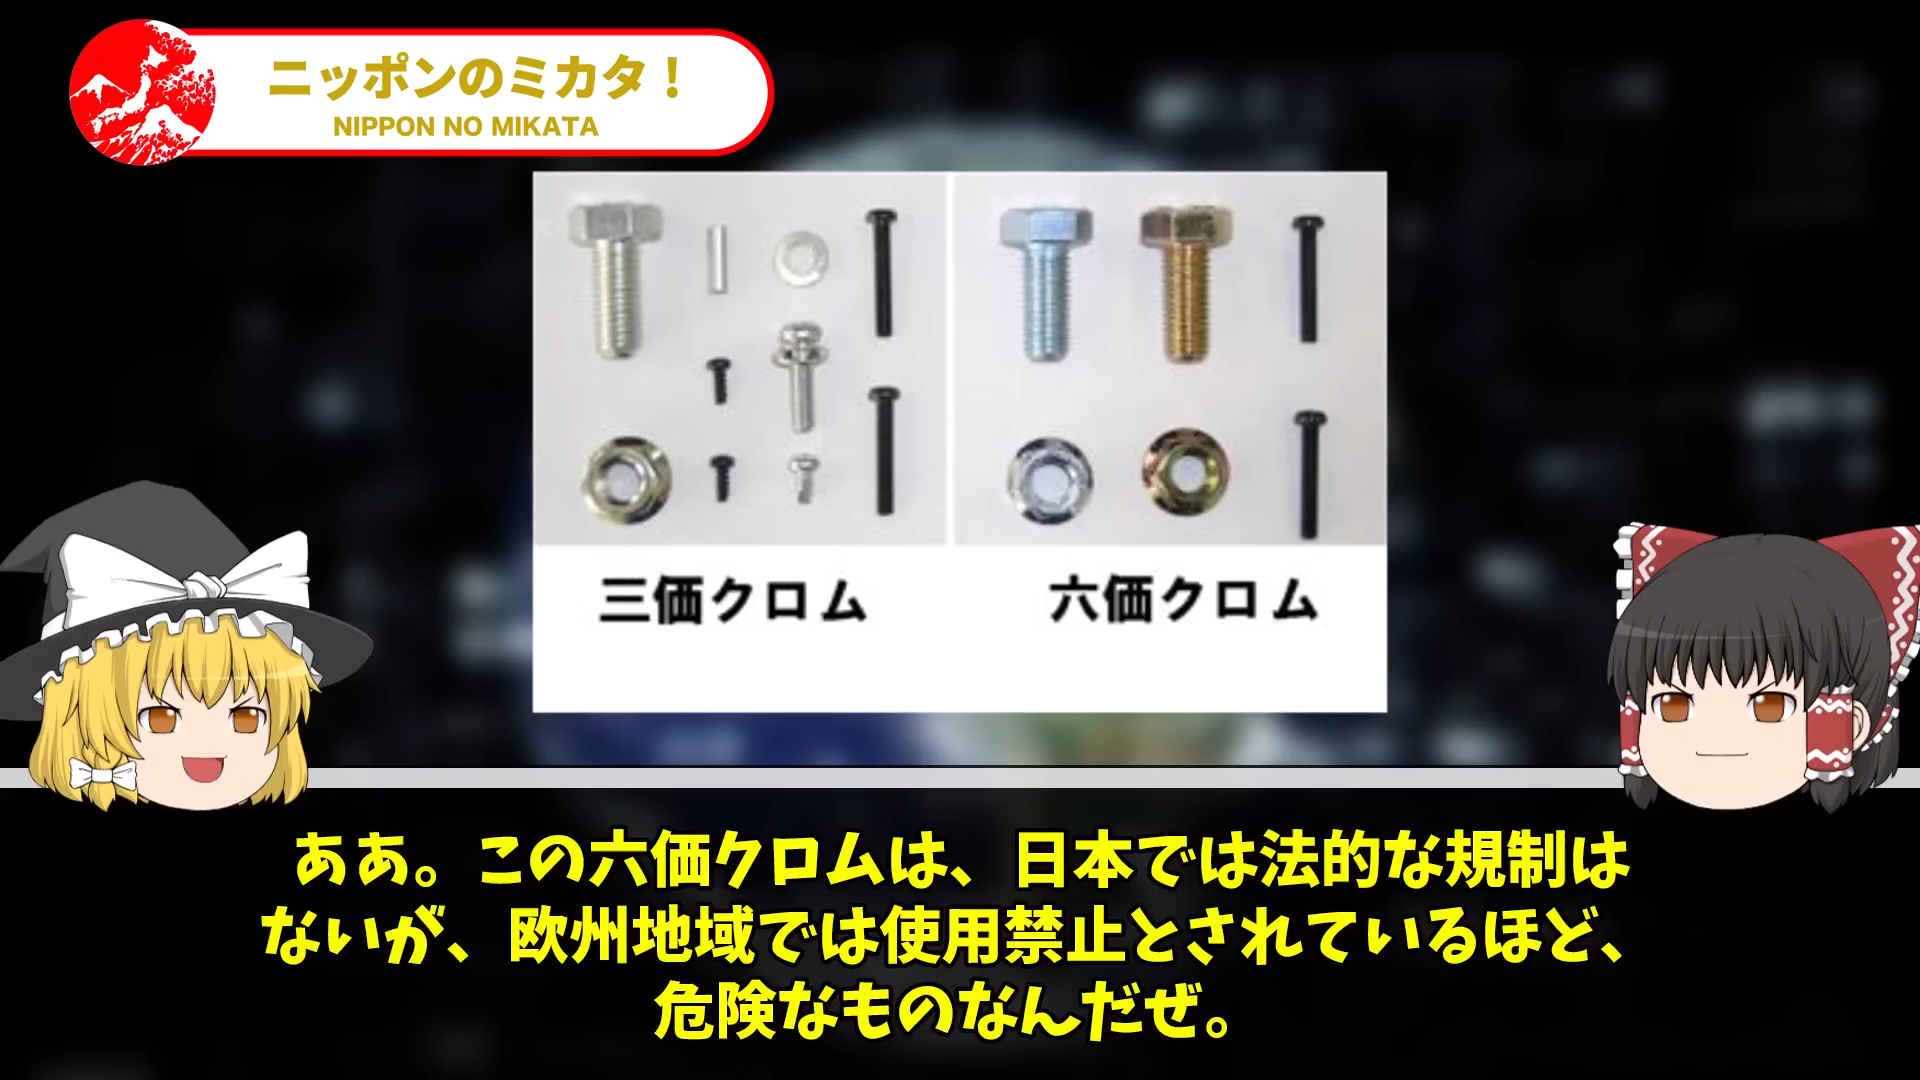 ニッポンのミカタ！
NIPPON NO MIKATA
三価クロム
六価クロム
ああ。この六価クロムは、日本では法的な規制は
ないが、欧州地域では使用禁止とされているほど、
危険なものなんだぜ。